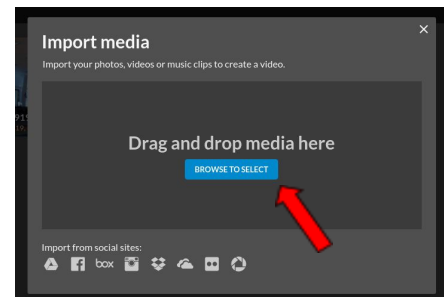 Import media
Import your photos, videos or music clips to create a video.
Drag and drop media here
BROWSE TO SELECT
Import from social sites:
box